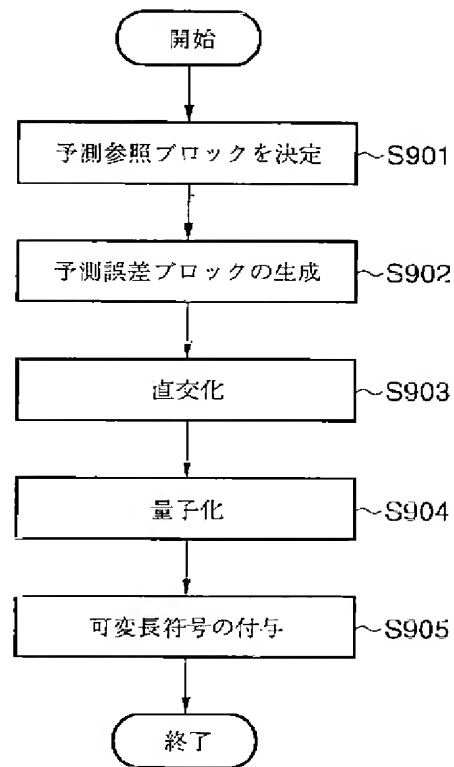 開始
予測参照ブロックを決定 S901
予測誤差ブロックの生成 S902
直交化 S903
量子化 S904
可変長符号の付与 S905
終了